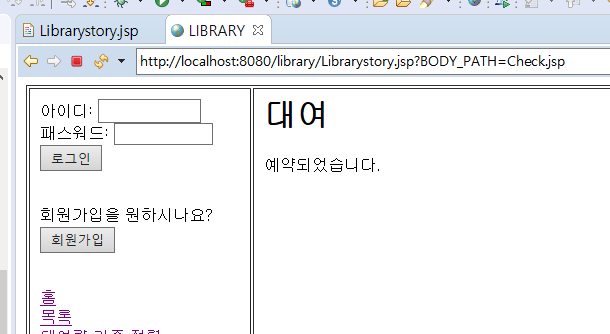 Librarystory.jsp
LIBRARY
http://localhost:8080/library/Librarystory.jsp?BODY_PATH=Check.jsp
아이디:
패스워드:
로그인
회원가입을 원하시나요?
회원가입
홈
목록
대여
예약되었습니다.